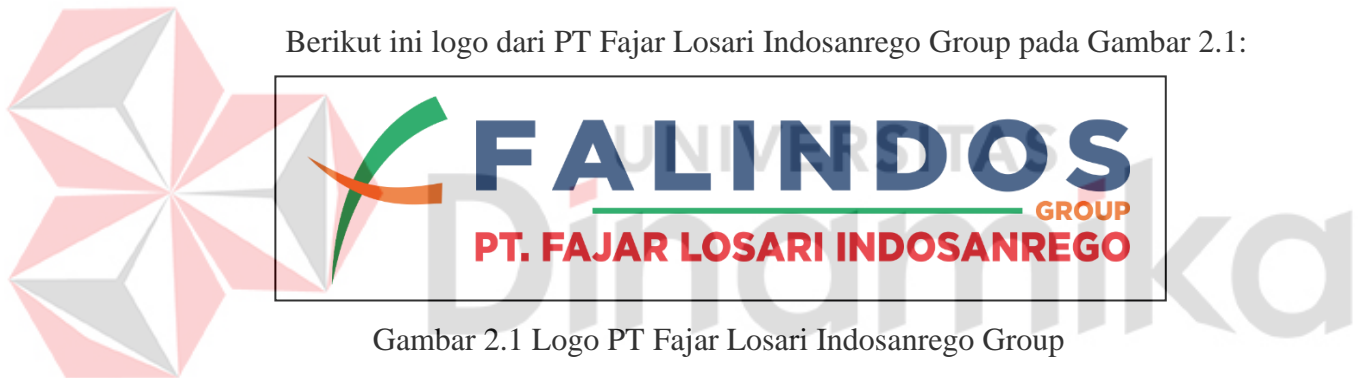 Berikut ini logo dari PT Fajar Losari Indosanrego Group pada Gambar 2.1:
UNIVERSITAS
Dinamika
FALINDOS
GROUP
PT. FAJAR LOSARI INDOSANREGO
Gambar 2.1 Logo PT Fajar Losari Indosanrego Group